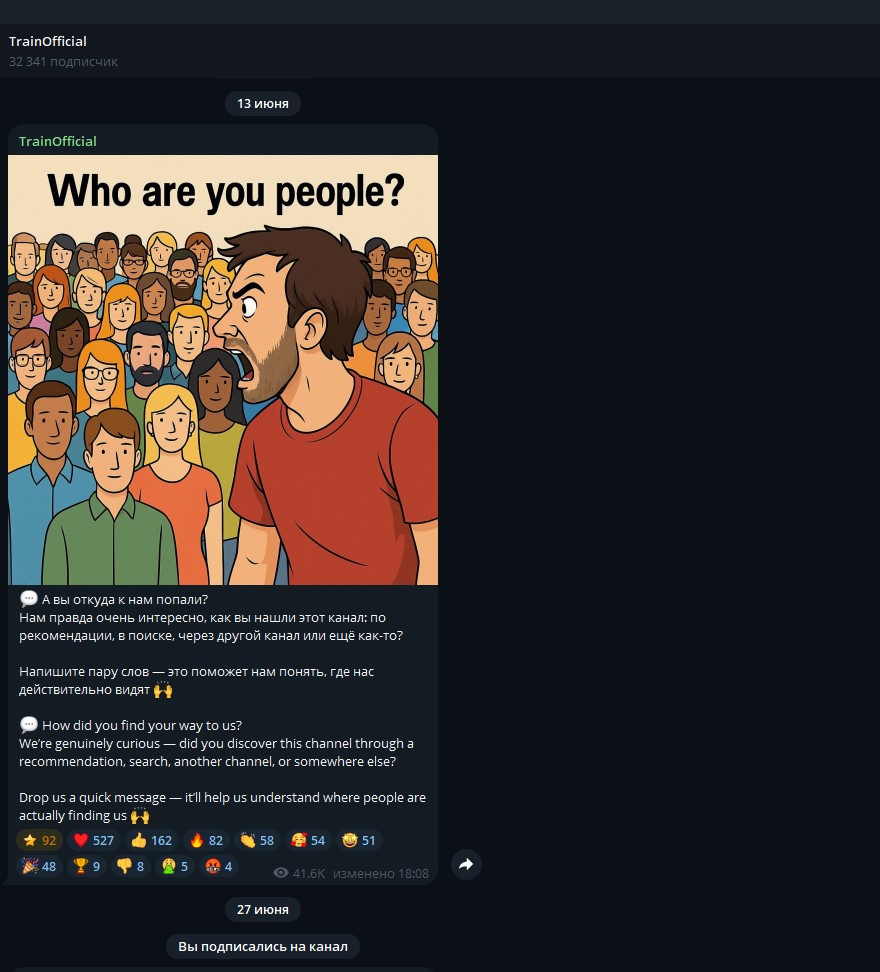 TrainOfficial
32 341 подписчик
13 июня
TrainOfficial
Who are you people?
💬 А вы откуда к нам попали?
Нам правда очень интересно, как вы нашли этот канал: по
рекомендации, в поиске, через другой канал или ещё как-то?
Напишите пару слов — это поможет нам понять, где нас
действительно видят 🙌
💬 How did you find your way to us?
We’re genuinely curious — did you discover this channel through a
recommendation, search, another channel, or somewhere else?
Drop us a quick message — it’ll help us understand where people are
actually finding us 🙌
⭐ 92 ❤️ 527 👍 162 🔥 82 👏 58 🥰 54 🤩 51
🎉 48 🏆 9 👎 8 🤮 5 🤬 4 41.6K изменено 18:08
27 июня
Вы подписались на канал